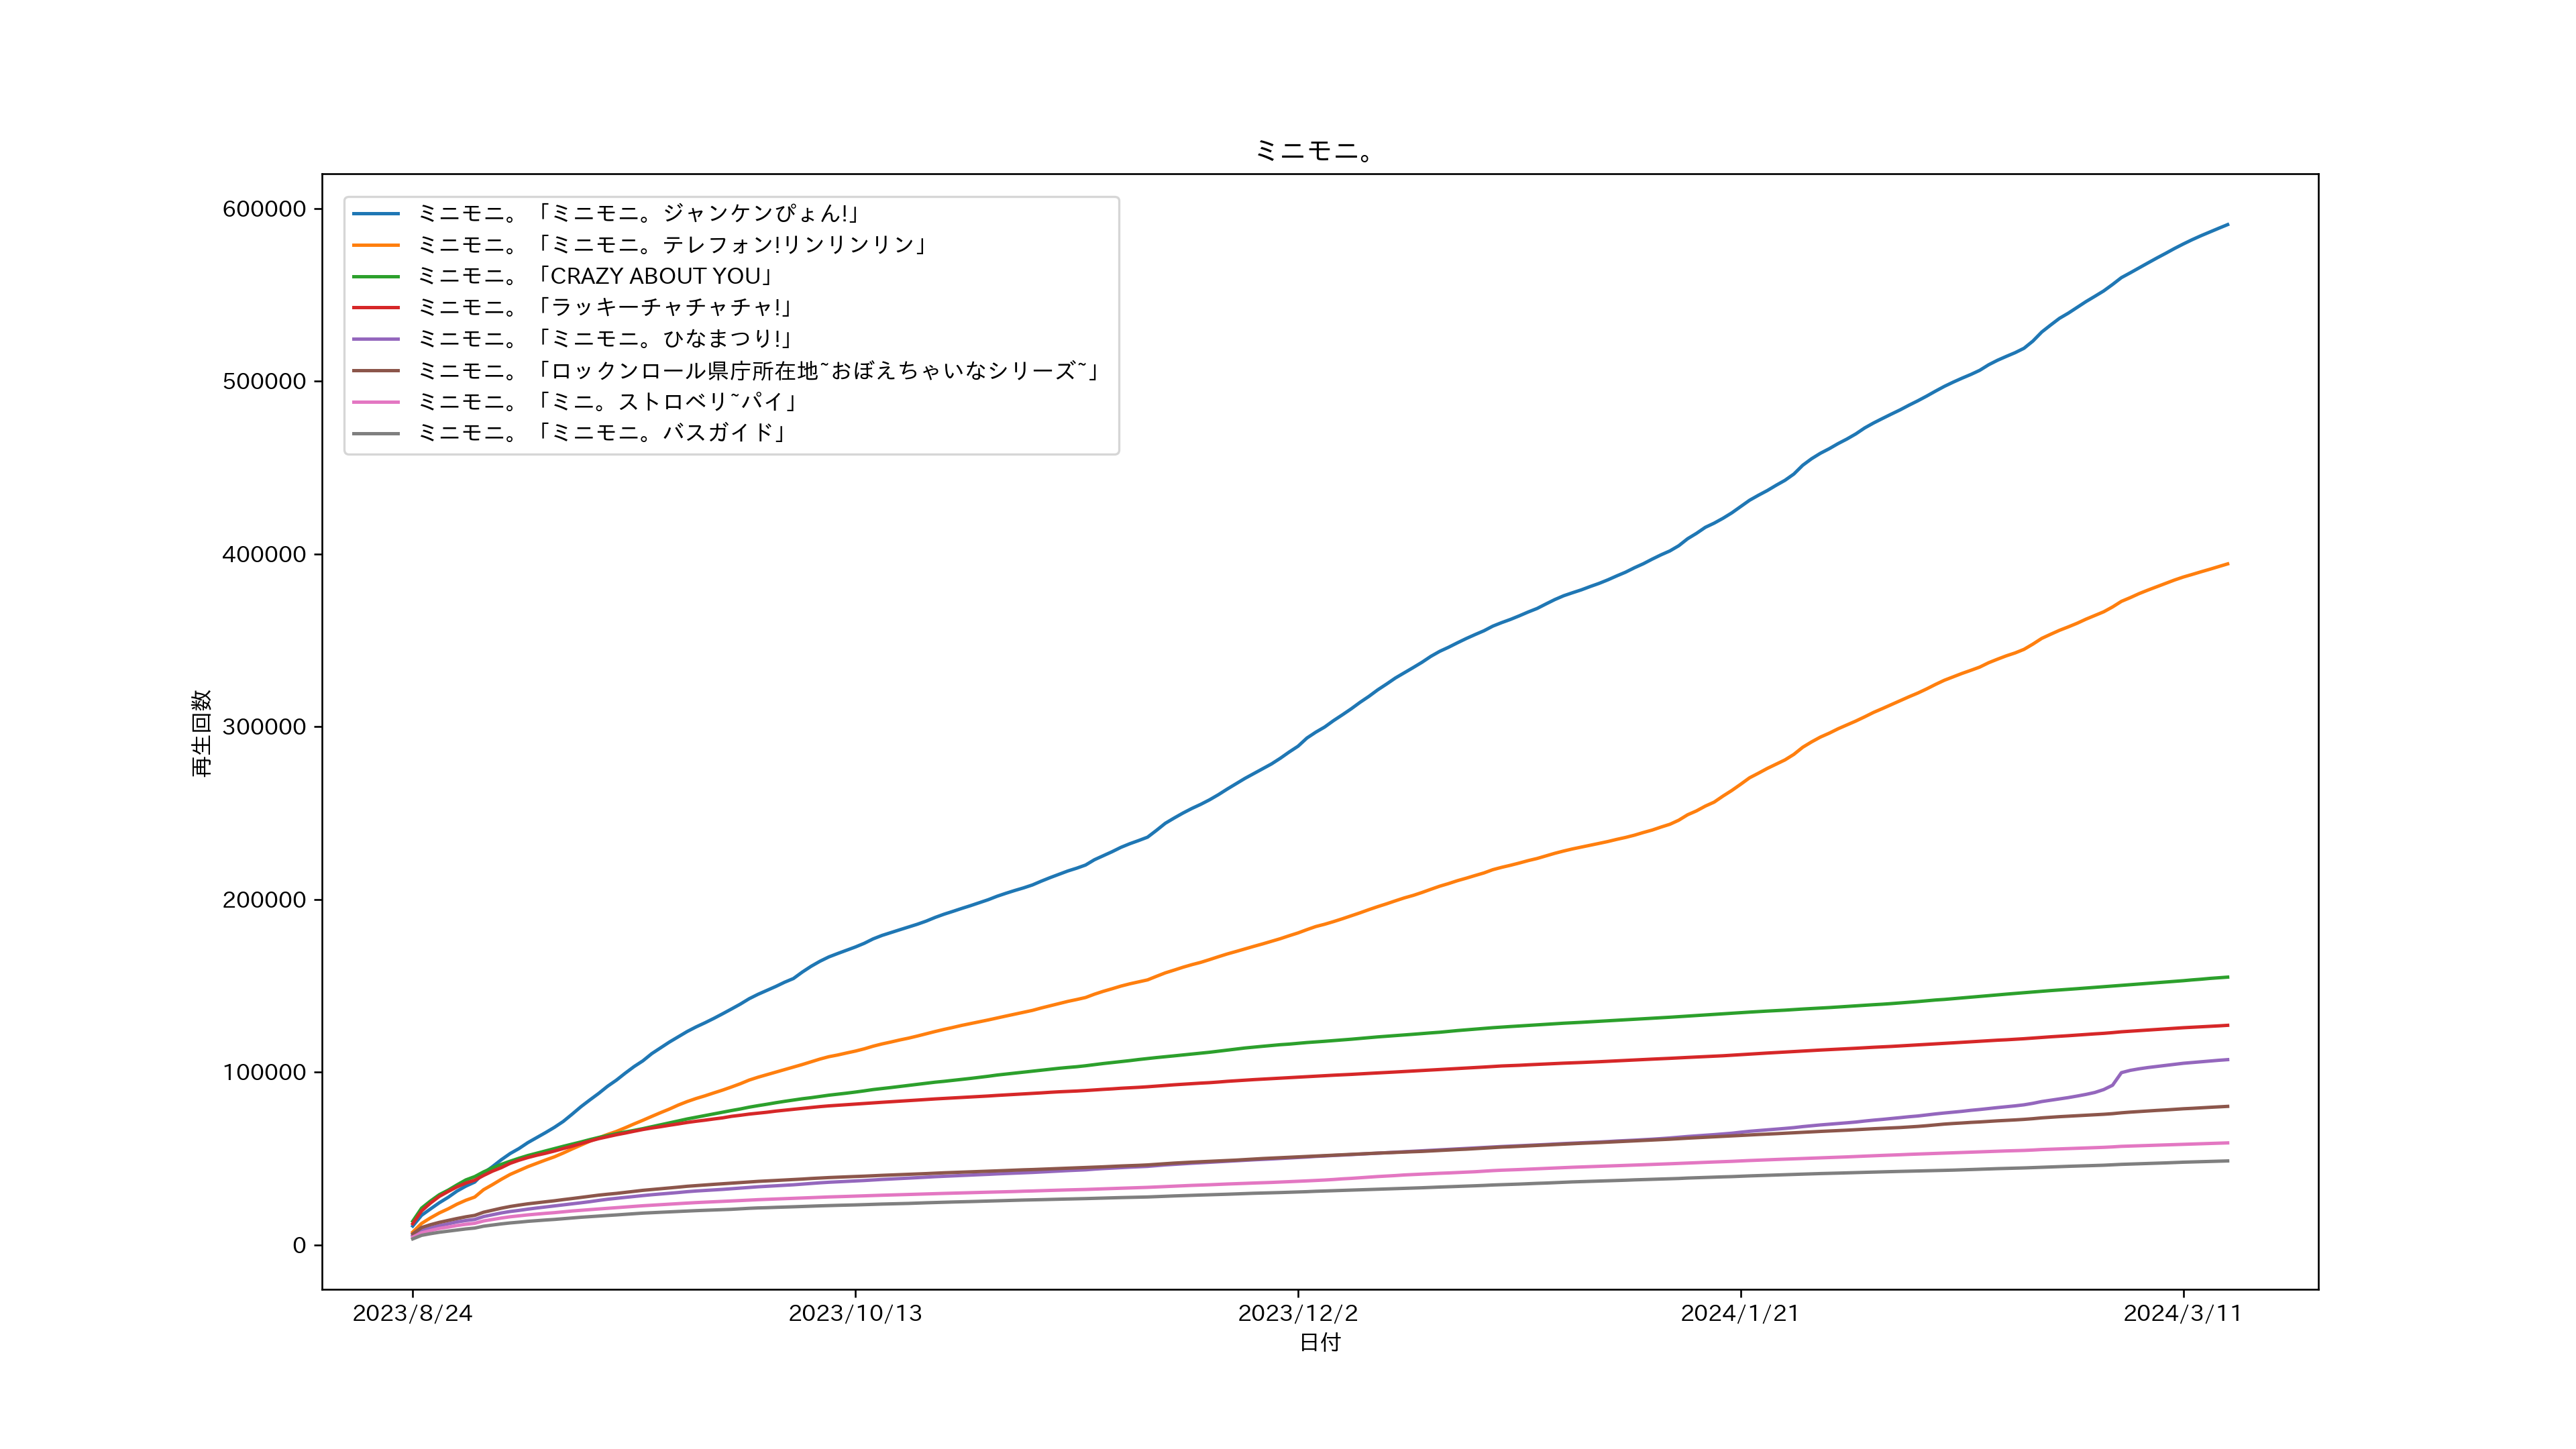 ミニモニ。
ミニモニ。「ミニモニ。ジャンケンぴょん!」
ミニモニ。「ミニモニ。テレフォン!リンリンリン」
ミニモニ。「CRAZY ABOUT YOU」
ミニモニ。「ラッキーチャチャチャ!」
ミニモニ。「ミニモニ。ひなまつり!」
ミニモニ。「ロックンロール県庁所在地~おぼえちゃいなシリーズ~」
ミニモニ。「ミニ。ストロベリ~パイ」
ミニモニ。「ミニモニ。バスガイド」
600000
500000
400000
300000
200000
100000
0
再生回数
2023/8/24 2023/10/13 2023/12/2 2024/1/21 2024/3/11
日付